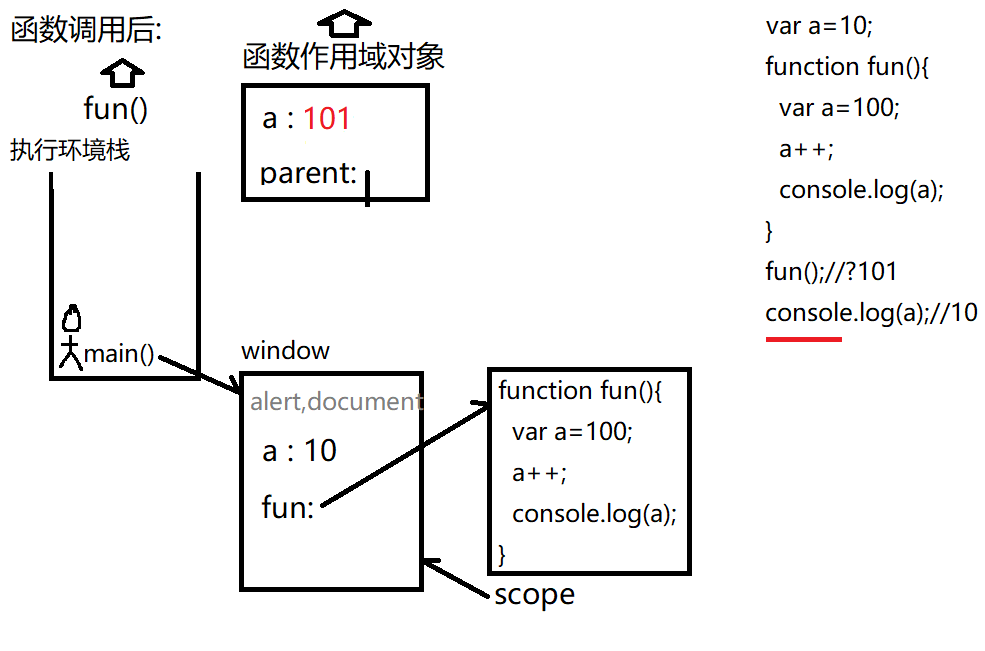 函数调用后:
fun()
执行环境栈
main()
函数作用域对象
a : 101
parent:
window
alert,document
a : 10
fun:
function fun(){
var a=100;
a++;
console.log(a);
}
scope
var a=10;
function fun(){
var a=100;
a++;
console.log(a);
}
fun();//?101
console.log(a);//10